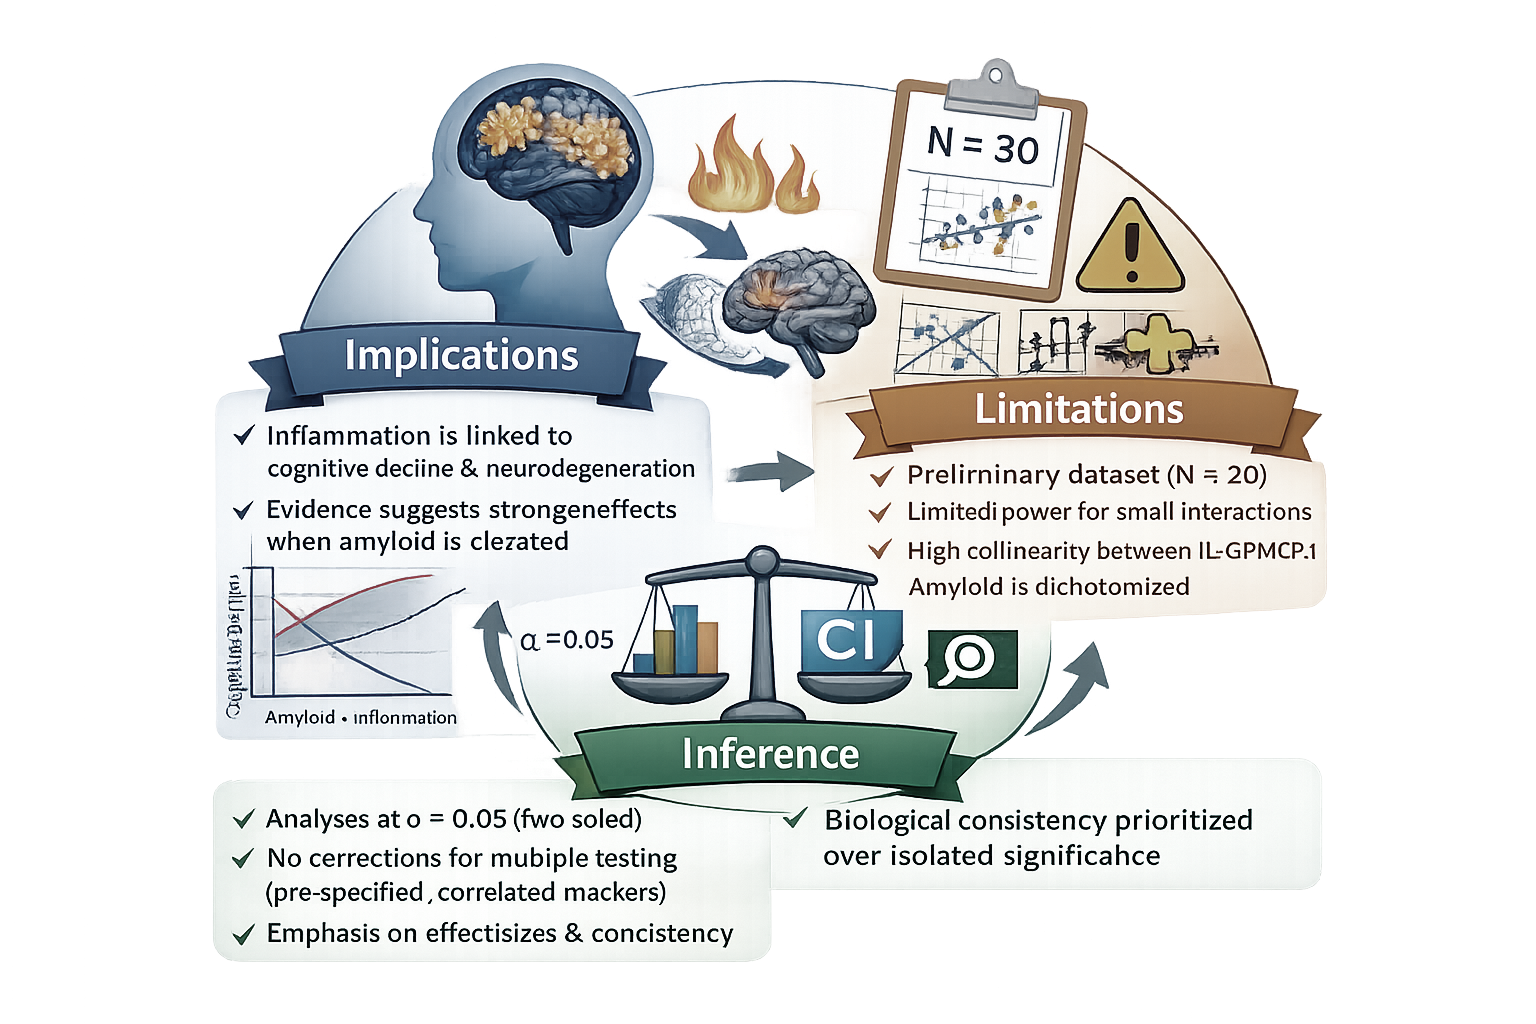 N = 30
Implications
Inflammation is linked to
cognitive deciine & neurodegeneration
Evidence suggests strongeneffects
when amyloid is clezated
Amyloid • inflonmation
Limitations
Prelirninary dataset (N = 20)
Limitedi power for small interactions
High collinearity between IL-GPMCP.1
Amylold is dichotomized
α = 0.05
CI
Inference
Analyses at o = 0.05 (fwo soled)
No cerrections for mubiple testing
(pre-specified, correlated mackers)
Emphasis on effectisizes & concistency
Biological consistency prioritized
over isolated significahce